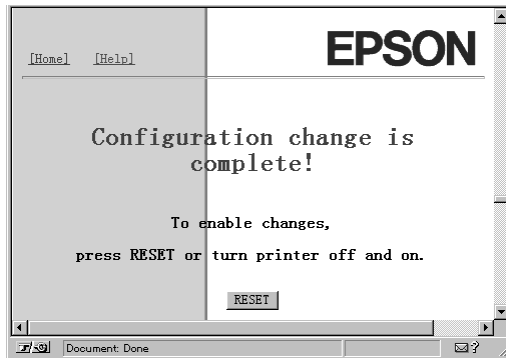 [Home] [Help]
EPSON
Configuration change is
complete!
To enable changes,
press RESET or turn printer off and on.
RESET
Document: Done
?